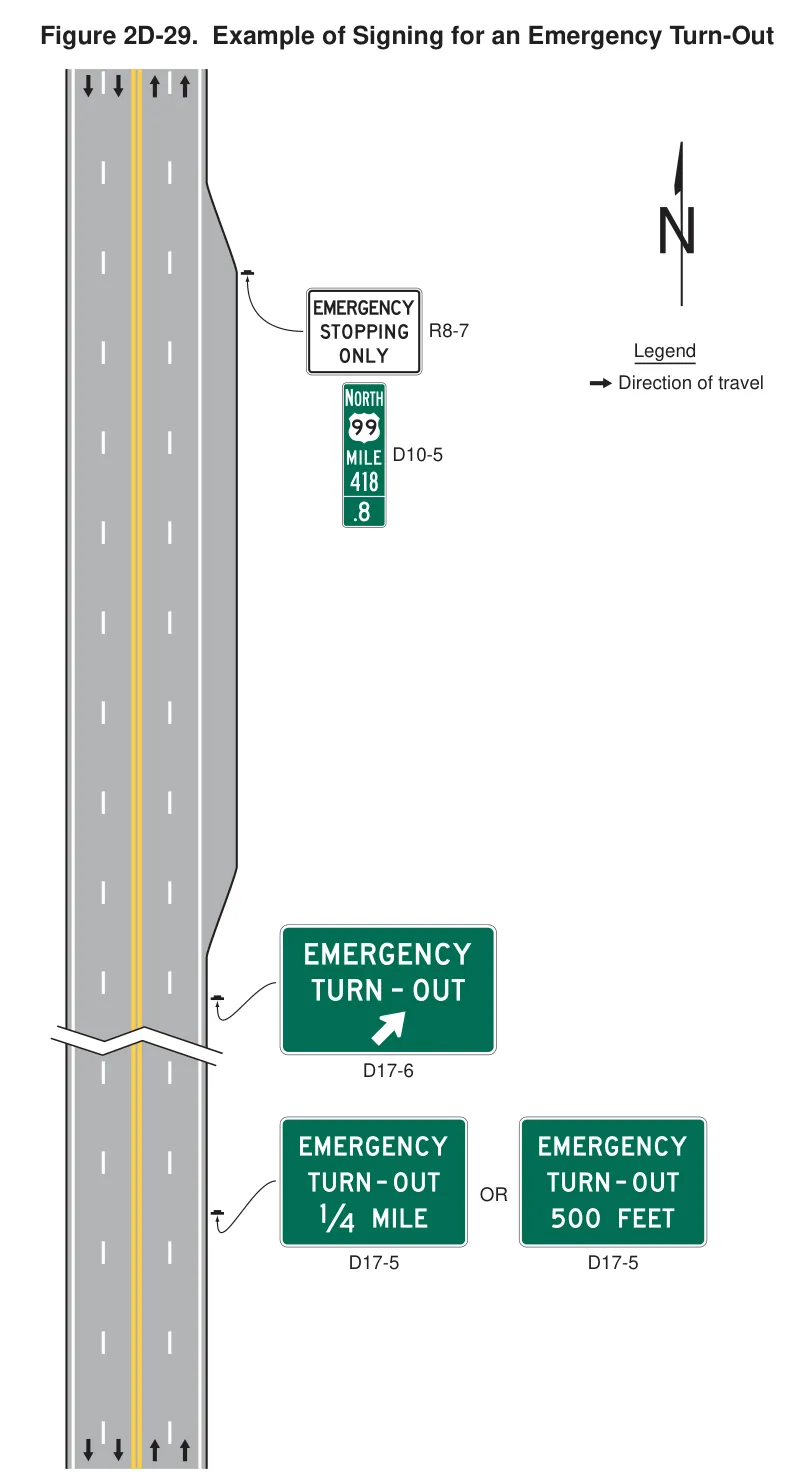 Figure 2D-29. Example of Signing for an Emergency Turn-Out
N
Legend
Direction of travel
EMERGENCY
STOPPING
ONLY
R8-7
NORTH
99
MILE
418
.8
D10-5
EMERGENCY
TURN-OUT
D17-6
EMERGENCY
TURN-OUT
1/4 MILE
D17-5
OR
EMERGENCY
TURN-OUT
500 FEET
D17-5